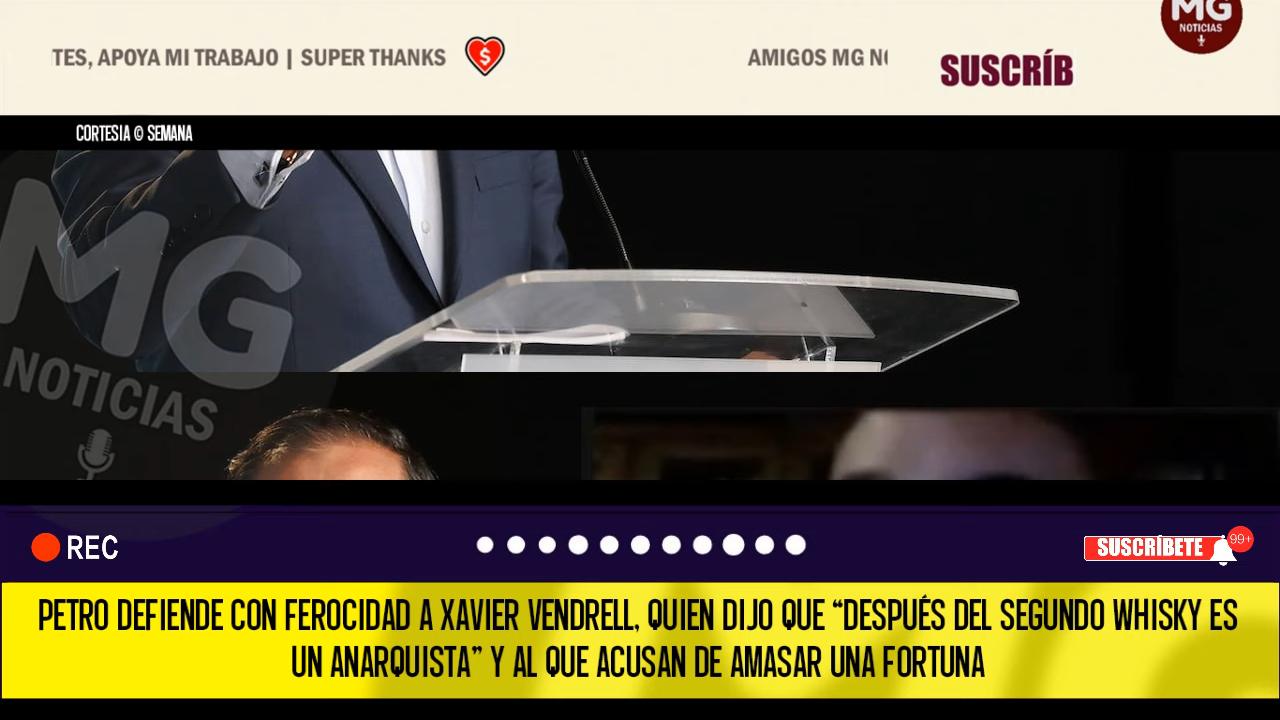 MG
NOTICIAS
TES, APOYA MI TRABAJO | SUPER THANKS
AMIGOS MG NO
SUSCRÍB
CORTESIA © SEMANA
MG
NOTICIAS
REC
SUSCRÍBETE
99+
PETRO DEFIENDE CON FEROCIDAD A XAVIER VENDRELL, QUIEN DIJO QUE “DESPUÉS DEL SEGUNDO WHISKY ES
UN ANARQUISTA” Y AL QUE ACUSAN DE AMASAR UNA FORTUNA